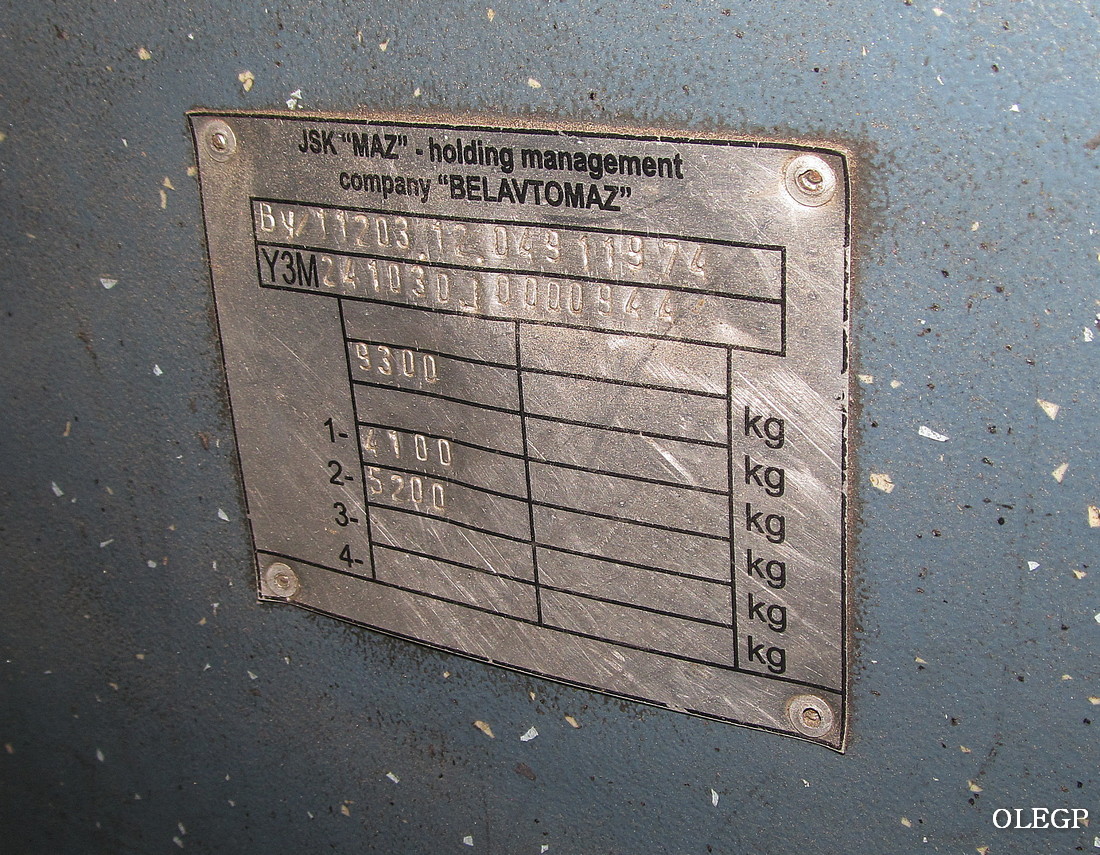 JSK “MAZ” - holding management
company “BELAVTOMAZ”
BY/11203.12.049 11974
Y3M241030J0000944
9300
kg
kg
1- 4100 kg
2- 5200 kg
3- kg
4- kg
OLEGP